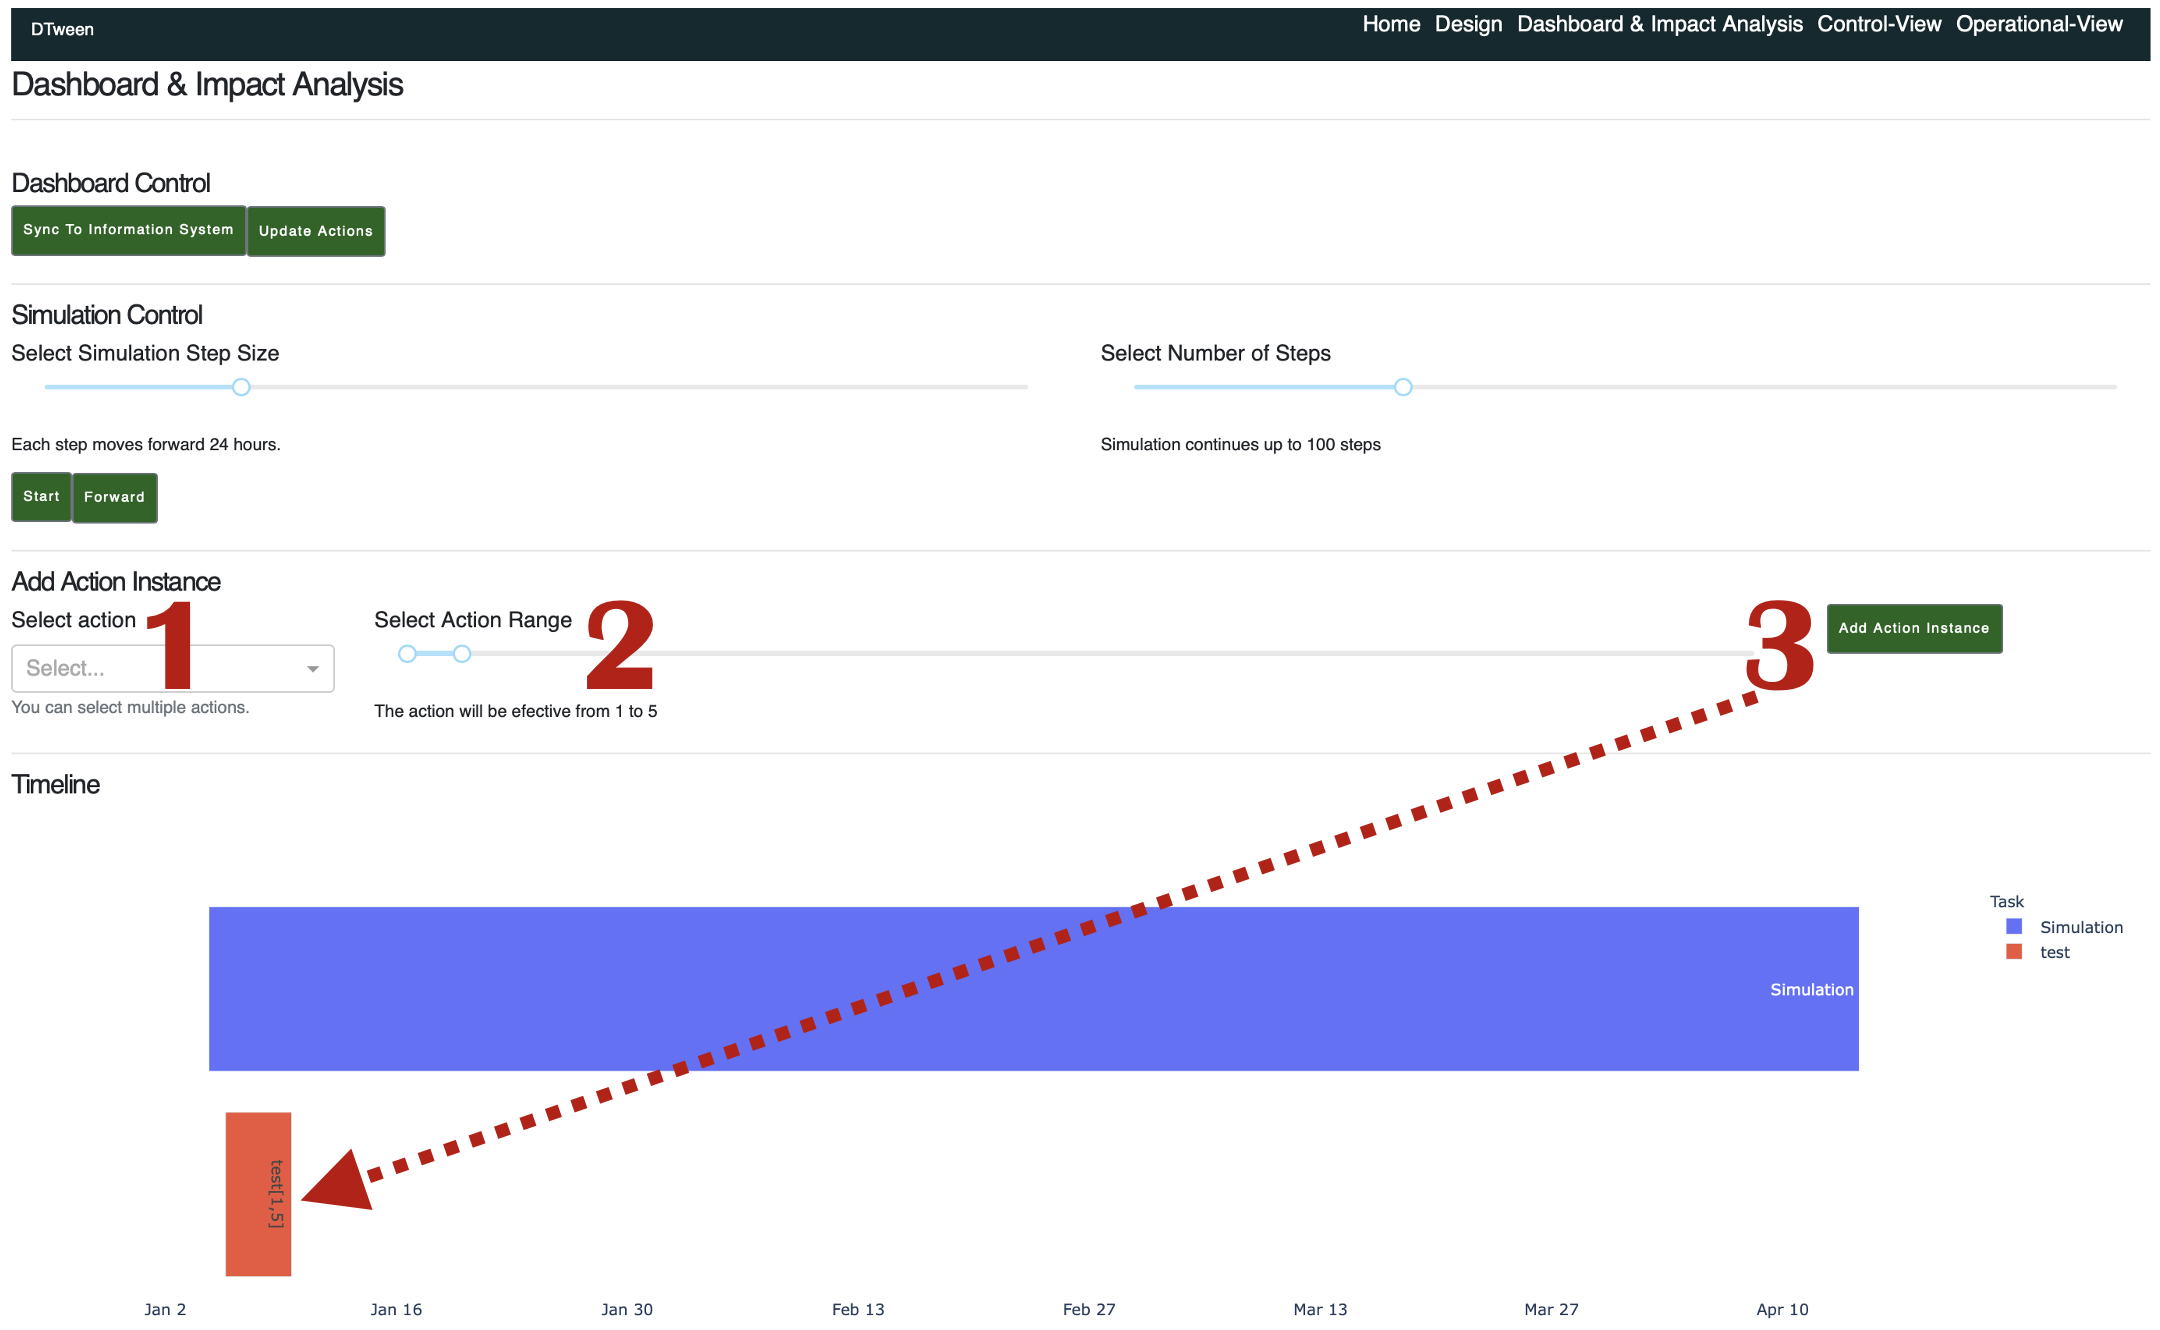 DTween
Home Design Dashboard & Impact Analysis Control-View Operational-View
Dashboard & Impact Analysis
Dashboard Control
Sync To Information System Update Actions
Simulation Control
Select Simulation Step Size
Select Number of Steps
Each step moves forward 24 hours.
Simulation continues up to 100 steps
Start Forward
Add Action Instance
Select action
1
Select...
You can select multiple actions.
Select Action Range
2
The action will be efective from 1 to 5
3
Add Action Instance
Timeline
Task
Simulation
test
Simulation
test[1,5]
Jan 2 Jan 16 Jan 30 Feb 13 Feb 27 Mar 13 Mar 27 Apr 10